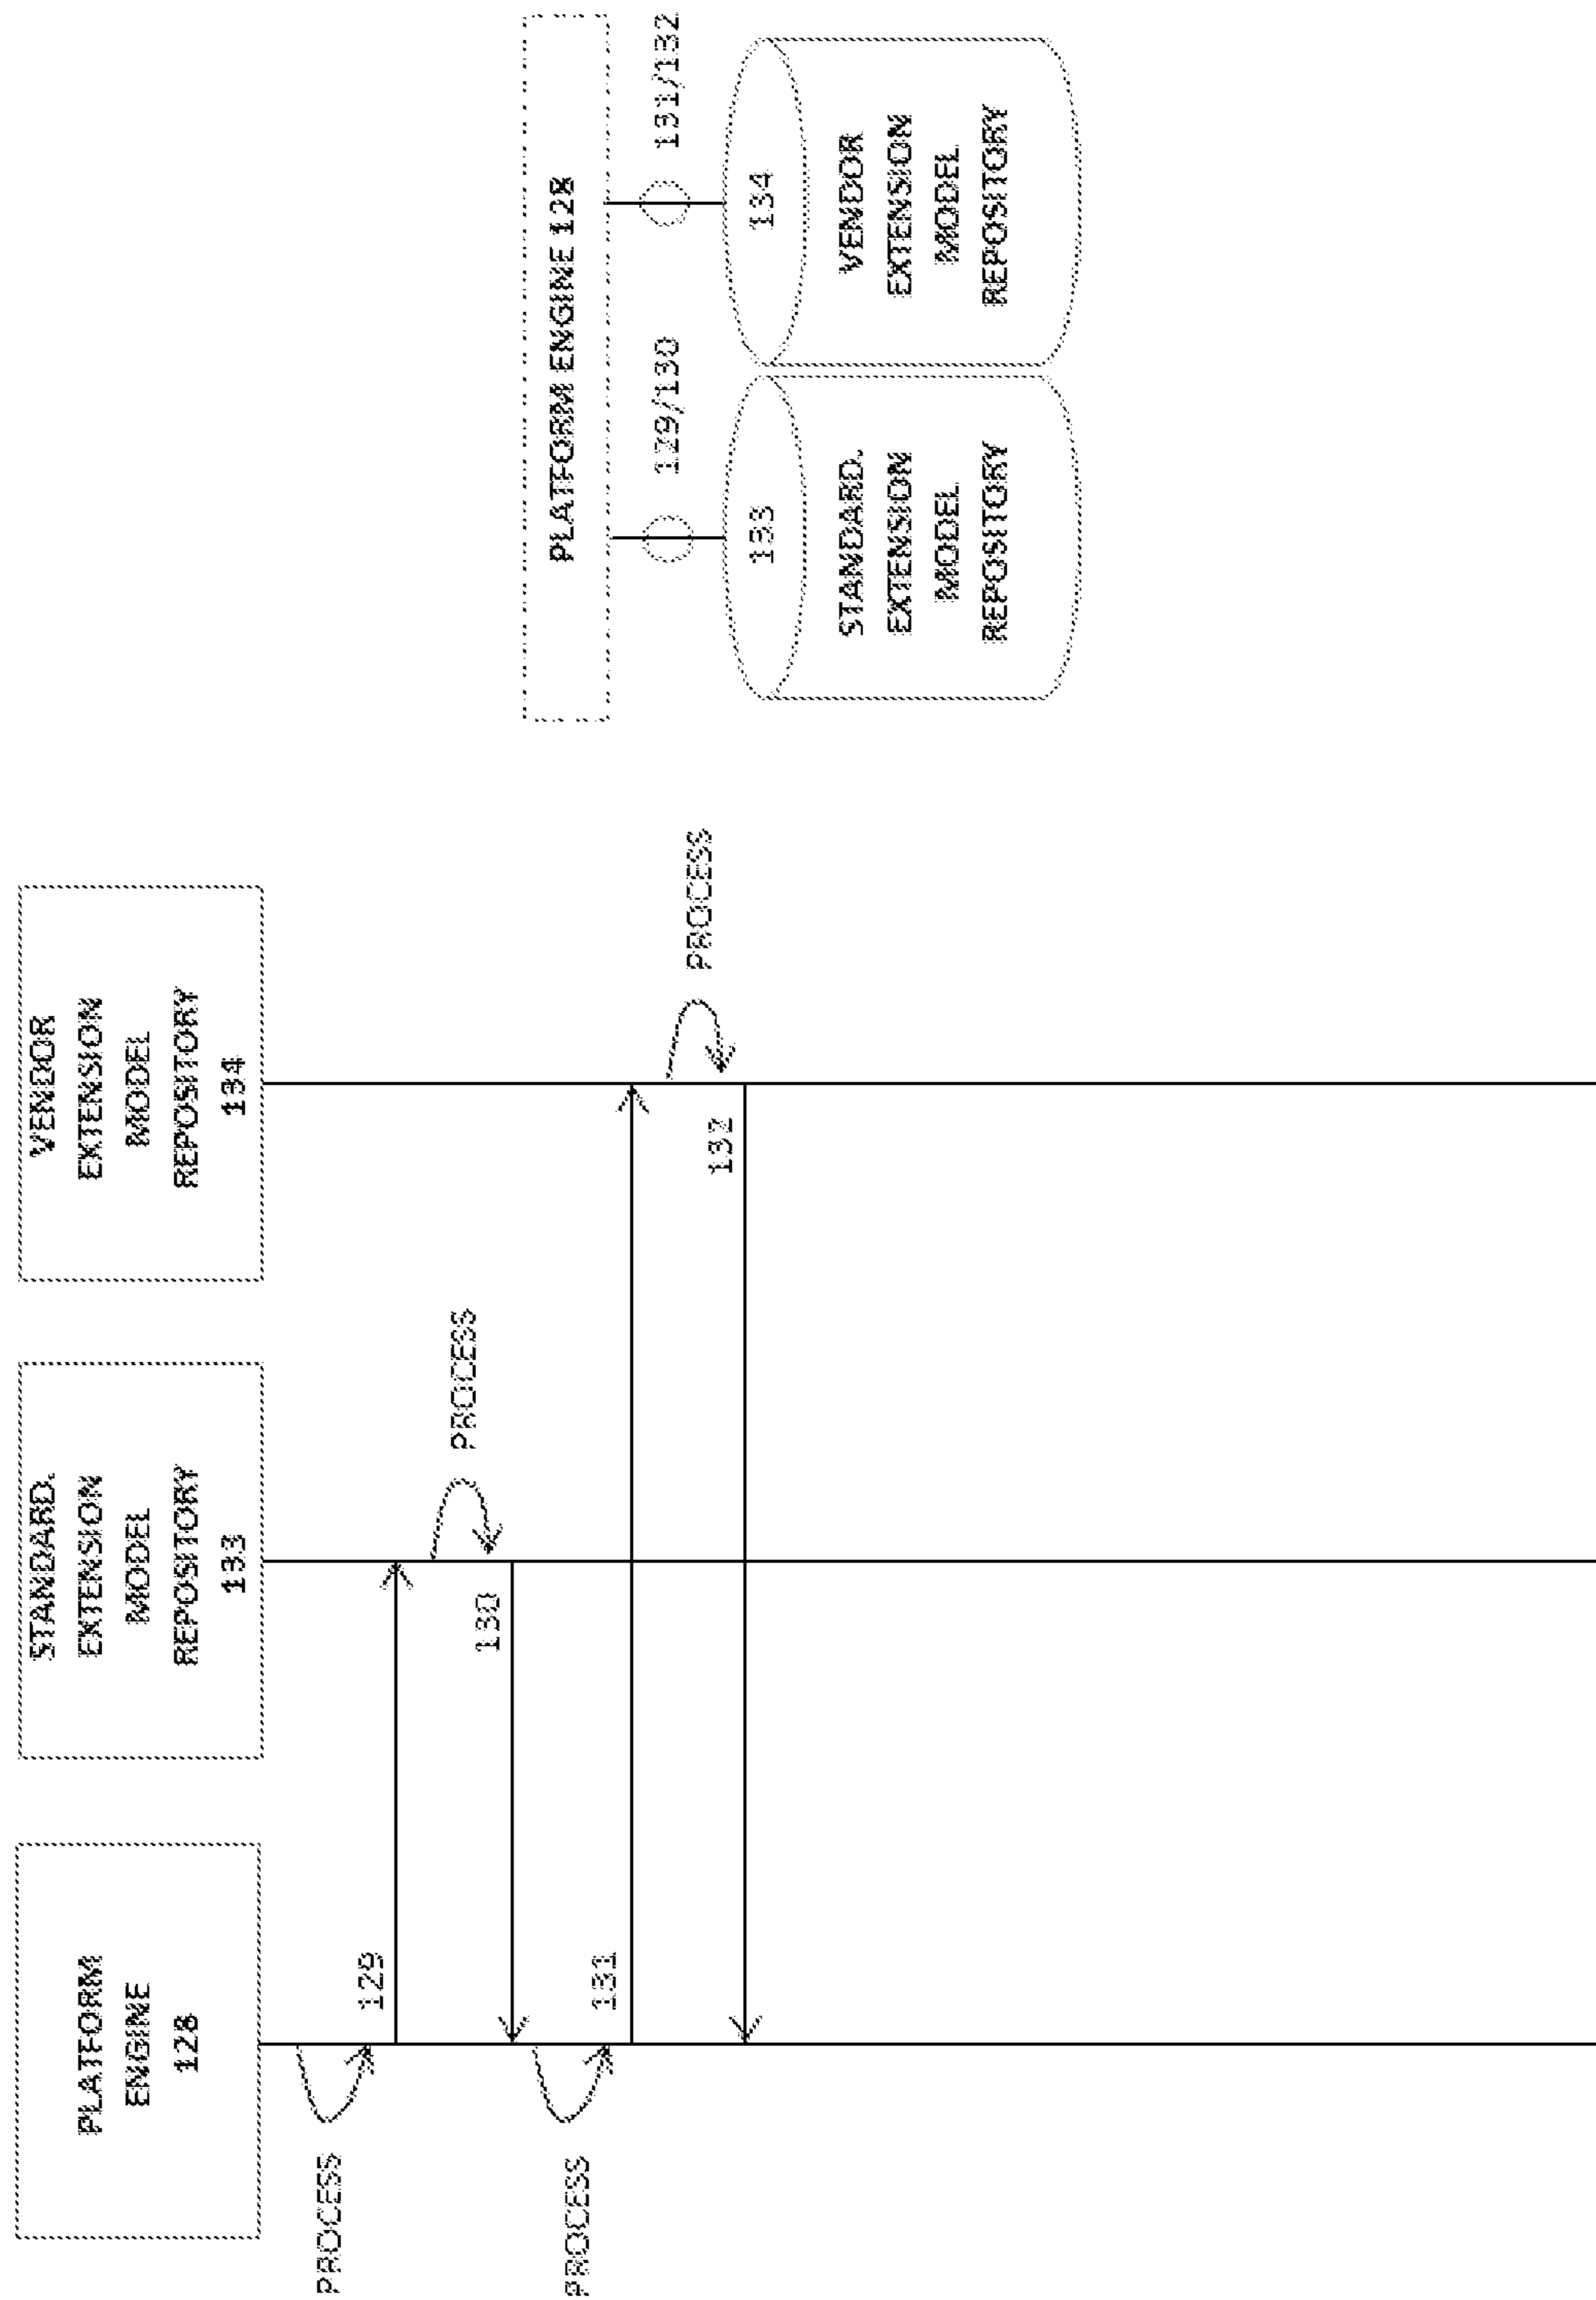 PLATFORM
ENGINE
128
STANDARD.
EXTENSION
MODEL
REPOSITORY
133
VENDOR
EXTENSION
MODEL
REPOSITORY
134
PROCESS
129
PROCESS
130
PROCESS
131
PROCESS
132
PLATFORM ENGINE 128
129/130
131/132
133
STANDARD.
EXTENSION
MODEL
REPOSITORY
134
VENDOR
EXTENSION
MODEL
REPOSITORY